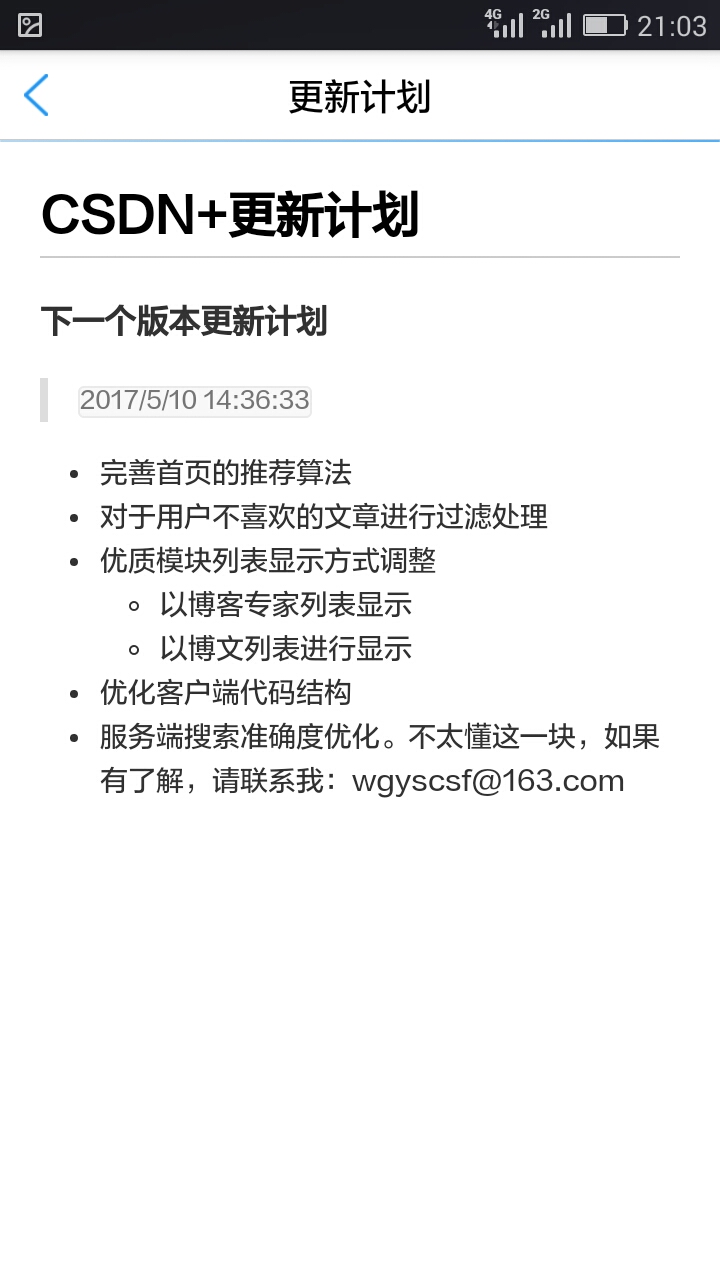 4G 2G 21:03
更新计划
CSDN+更新计划
下一个版本更新计划
2017/5/10 14:36:33
完善首页的推荐算法
对于用户不喜欢的文章进行过滤处理
优质模块列表显示方式调整
以博客专家列表显示
以博文列表进行显示
优化客户端代码结构
服务端搜索准确度优化。不太懂这一块，如果
有了解，请联系我：wgyscsf@163.com